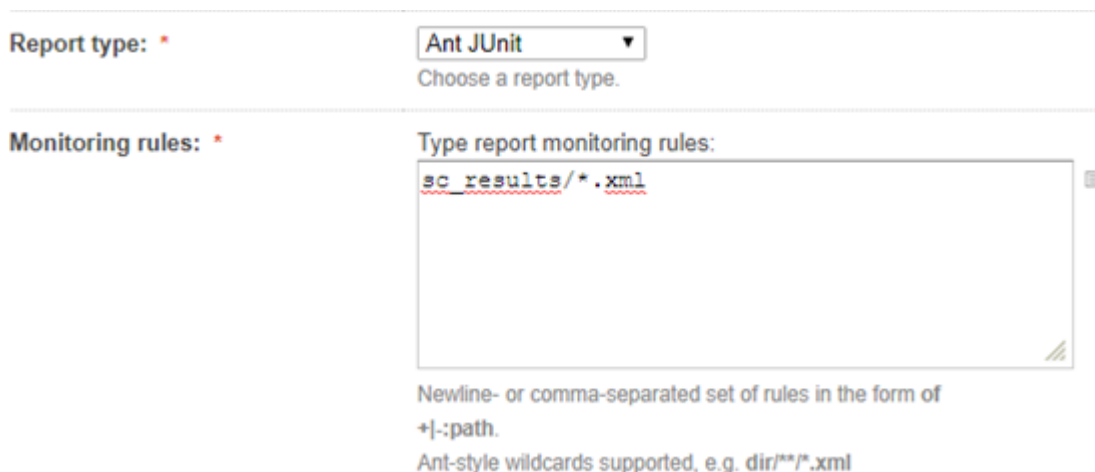 Report type: * Ant JUnit
Choose a report type.
Monitoring rules: * Type report monitoring rules:
sc_results/*.xml
Newline- or comma-separated set of rules in the form of
+|-:path.
Ant-style wildcards supported, e.g. dir/**/*.xml